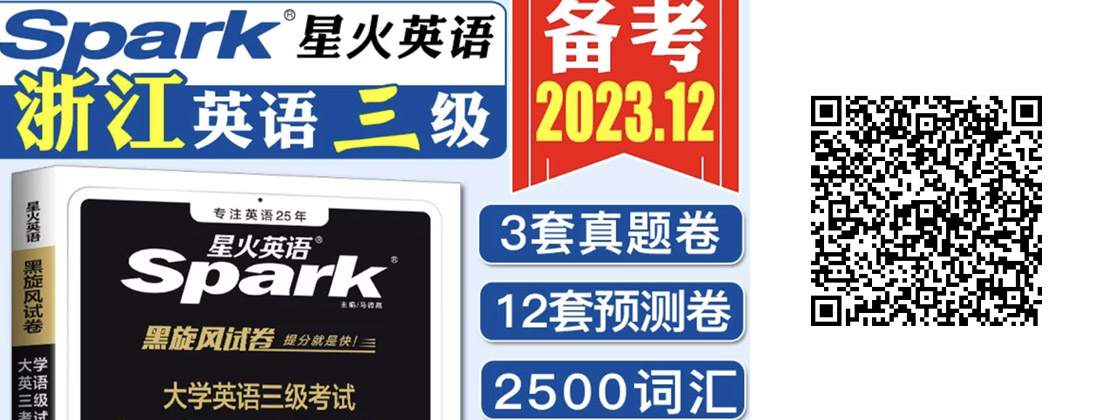 Spark® 星火英语
浙江英语三级
备考
2023.12
3套真题卷
12套预测卷
2500词汇
专注英语25年
星火英语®
Spark®
主编/马德高
黑旋风试卷 提分就是快!
大学英语三级考试
星火英语
黑旋风试卷
大学
英语
三级
考试